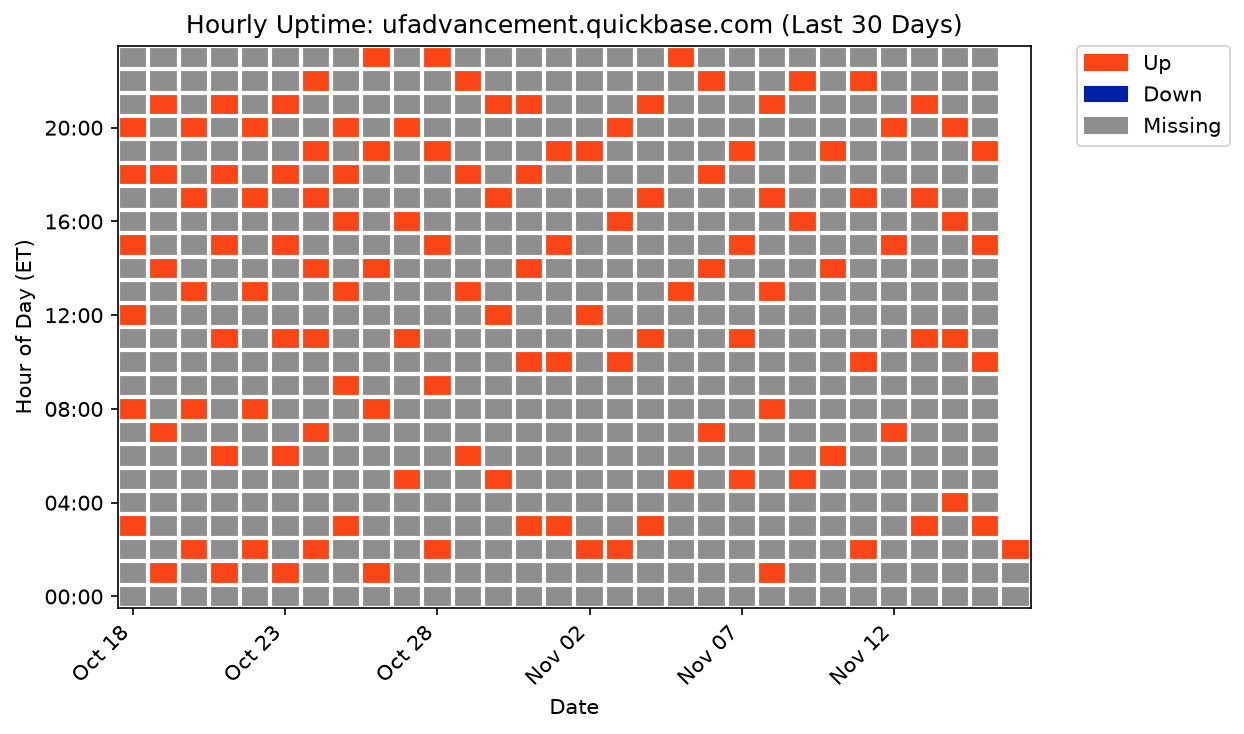 Hourly Uptime: ufadvancement.quickbase.com (Last 30 Days)
Up
Down
Missing
Hour of Day (ET)
20:00
16:00
12:00
08:00
04:00
00:00
Oct 18
Oct 23
Oct 28
Nov 02
Nov 07
Nov 12
Date